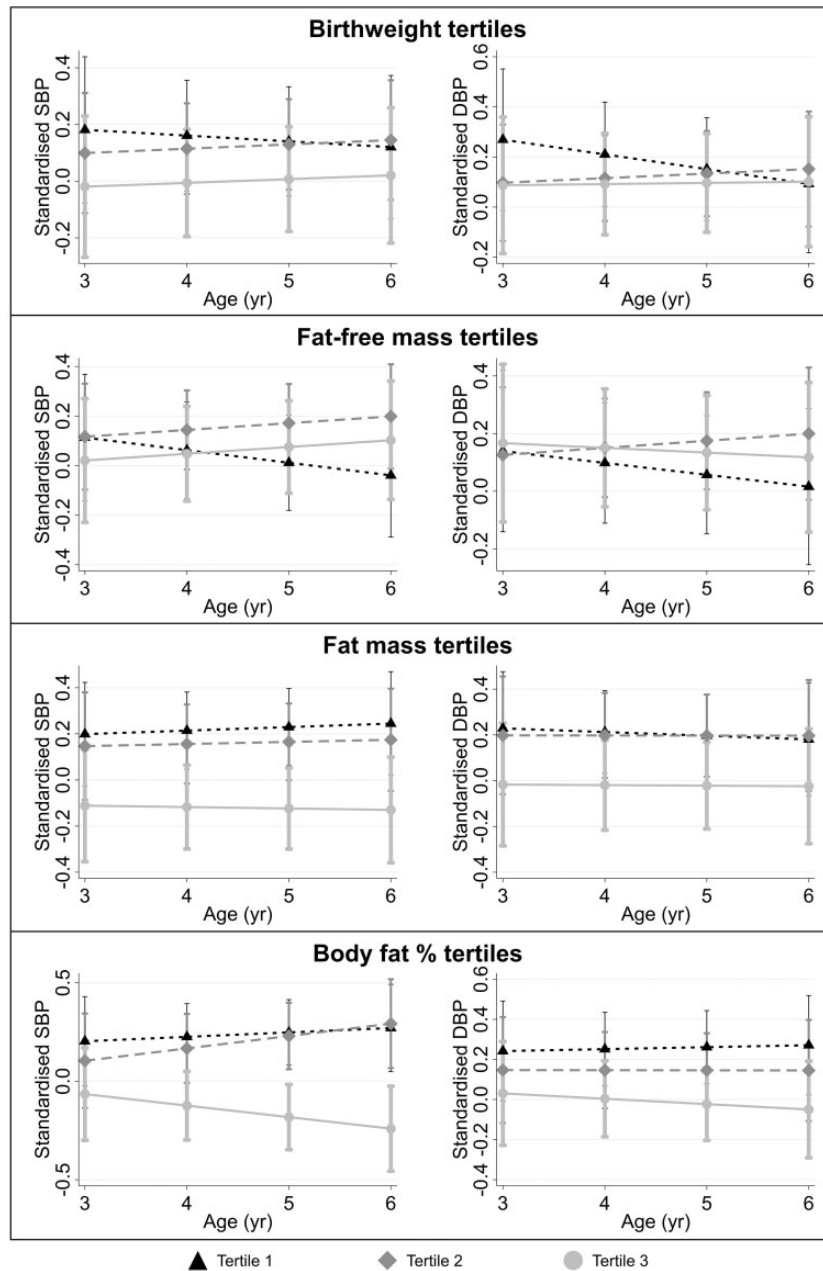 Birthweight tertiles
Standardised SBP
0.4
0.2
0.0
-0.2
3 4 5 6
Age (yr)
Standardised DBP
0.6
0.4
0.2
0.0
-0.2
3 4 5 6
Age (yr)
Fat-free mass tertiles
Standardised SBP
0.4
0.2
0.0
-0.2
-0.4
3 4 5 6
Age (yr)
Standardised DBP
0.4
0.2
0.0
-0.2
3 4 5 6
Age (yr)
Fat mass tertiles
Standardised SBP
0.4
0.2
0.0
-0.2
-0.4
3 4 5 6
Age (yr)
Standardised DBP
0.4
0.2
0.0
-0.2
-0.4
3 4 5 6
Age (yr)
Body fat % tertiles
Standardised SBP
0.5
0.0
-0.5
3 4 5 6
Age (yr)
Standardised DBP
0.6
0.4
0.2
0.0
-0.2
-0.4
3 4 5 6
Age (yr)
Tertile 1 Tertile 2 Tertile 3